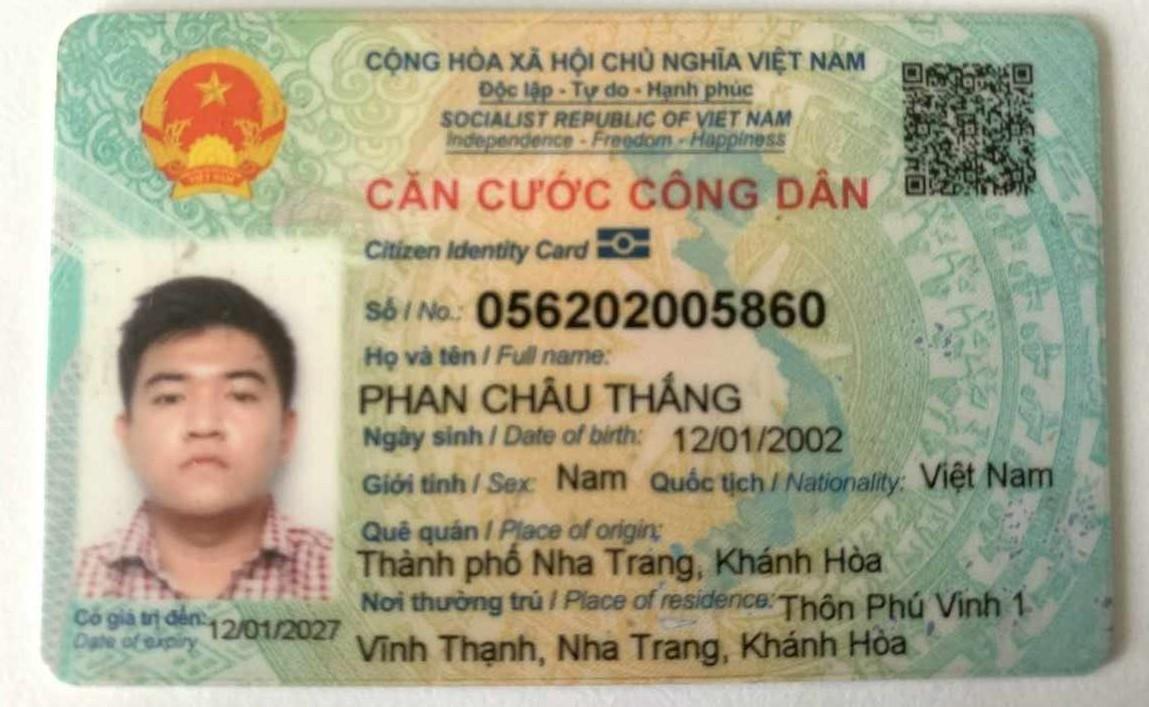 CỘNG HÒA XÃ HỘI CHỦ NGHĨA VIỆT NAM
Độc lập - Tự do - Hạnh phúc
SOCIALIST REPUBLIC OF VIET NAM
Independence - Freedom - Happiness
CĂN CƯỚC CÔNG DÂN
Citizen Identity Card
Số / No.: 056202005860
Họ và tên / Full name:
PHAN CHÂU THẮNG
Ngày sinh / Date of birth: 12/01/2002
Giới tính / Sex: Nam Quốc tịch / Nationality: Việt Nam
Quê quán / Place of origin:
Thành phố Nha Trang, Khánh Hòa
Nơi thường trú / Place of residence: Thôn Phú Vinh 1
Vĩnh Thạnh, Nha Trang, Khánh Hòa
Có giá trị đến: 12/01/2027
Date of expiry